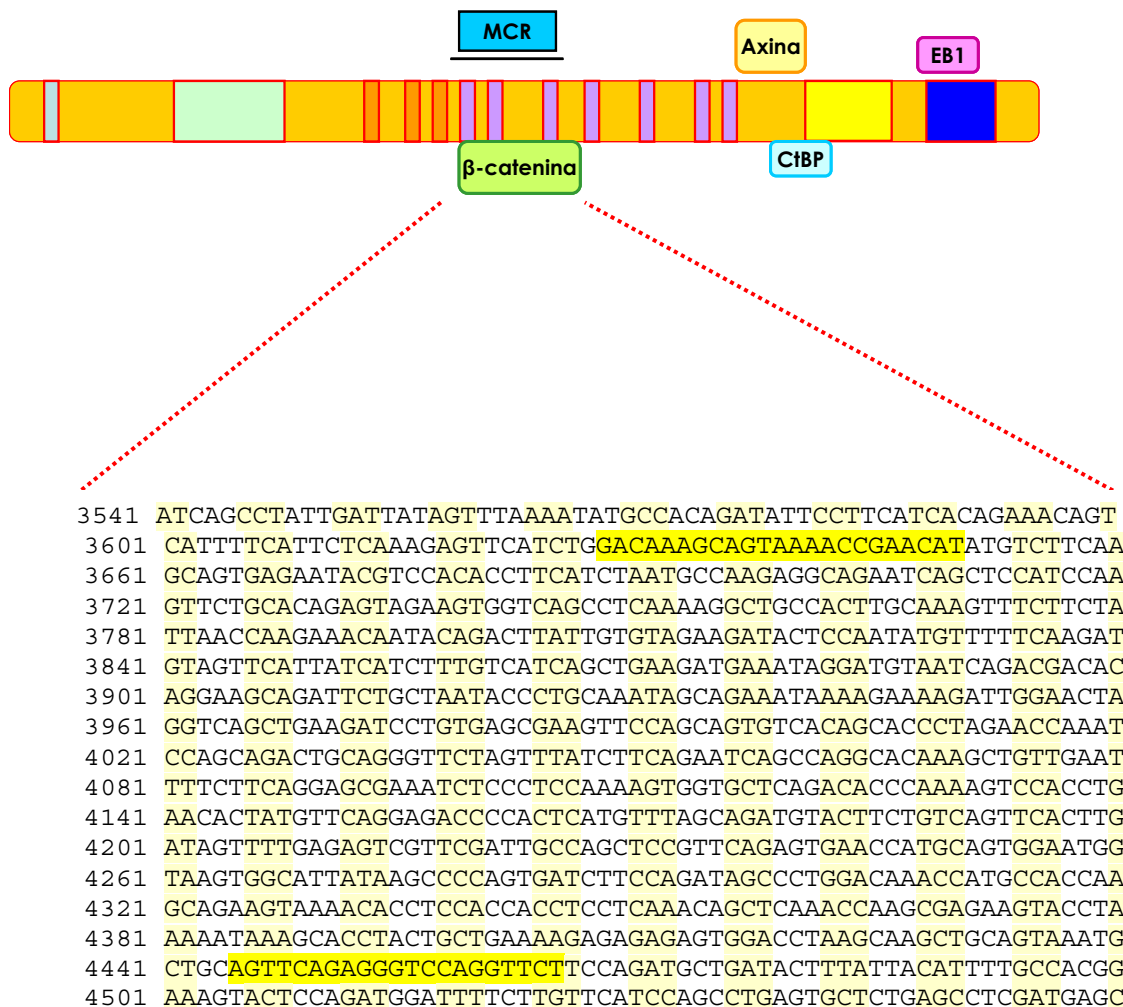 MCR
Axina
EB1
β-catenina
CtBP
3541 ATCAGCCTATTGATTATAGTTTAAAATATGCCACAGATATTCCTTCATCACAGAAACAGT
3601 CATTTTCATTCTCAAAGAGTTCATCTGGACAAAGCAGTAAAACCGAACATATGTCTTCAA
3661 GCAGTGAGAATACGTCCACACCTTCATCTAATGCCAAGAGGCAGAATCAGCTCCATCCAA
3721 GTTCTGCACAGAGTAGAAGTGGTCAGCCTCAAAAGGCTGCCACTTGCAAAGTTTCTTCTA
3781 TTAACCAAGAAACAATACAGACTTATTGTGTAGAAGATACTCCAATATGTTTTTCAAGAT
3841 GTAGTTCATTATCATCTTTGTCATCAGCTGAAGATGAAATAGGATGTAATCAGACGACAC
3901 AGGAAGCAGATTCTGCTAATACCCTGCAAATAGCAGAAATAAAAGAAAAGATTGGAACTA
3961 GGTCAGCTGAAGATCCTGTGAGCGAAGTTCCAGCAGTGTCACAGCACCCTAGAACCAAAT
4021 CCAGCAGACTGCAGGGTTCTAGTTTATCTTCAGAATCAGCCAGGCACAAAGCTGTTGAAT
4081 TTTCTTCAGGAGCGAAATCTCCCTCCAAAAGTGGTGCTCAGACACCCAAAAGTCCACCTG
4141 AACACTATGTTCAGGAGACCCCACTCATGTTTAGCAGATGTACTTCTGTCAGTTCACTTG
4201 ATAGTTTTGAGAGTCGTTCGATTGCCAGCTCCGTTCAGAGTGAACCATGCAGTGGAATGG
4261 TAAGTGGCATTATAAGCCCCAGTGATCTTCCAGATAGCCCTGGACAAACCATGCCACCAA
4321 GCAGAAGTAAAACACCTCCACCACCTCCTCAAACAGCTCAAACCAAGCGAGAAGTACCTA
4381 AAAATAAAGCACCTACTGCTGAAAAGAGAGAGAGTGGACCTAAGCAAGCTGCAGTAAATG
4441 CTGCAGTTCAGAGGGTCCAGGTTCTTCCAGATGCTGATACTTTATTACATTTTGCCACGG
4501 AAAGTACTCCAGATGGATTTTCTTGTTCATCCAGCCTGAGTGCTCTGAGCCTCGATGAGC